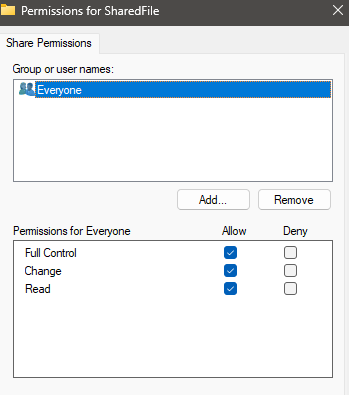 Permissions for SharedFile
Share Permissions
Group or user names:
Everyone
Add... Remove
Permissions for Everyone Allow Deny
Full Control
Change
Read